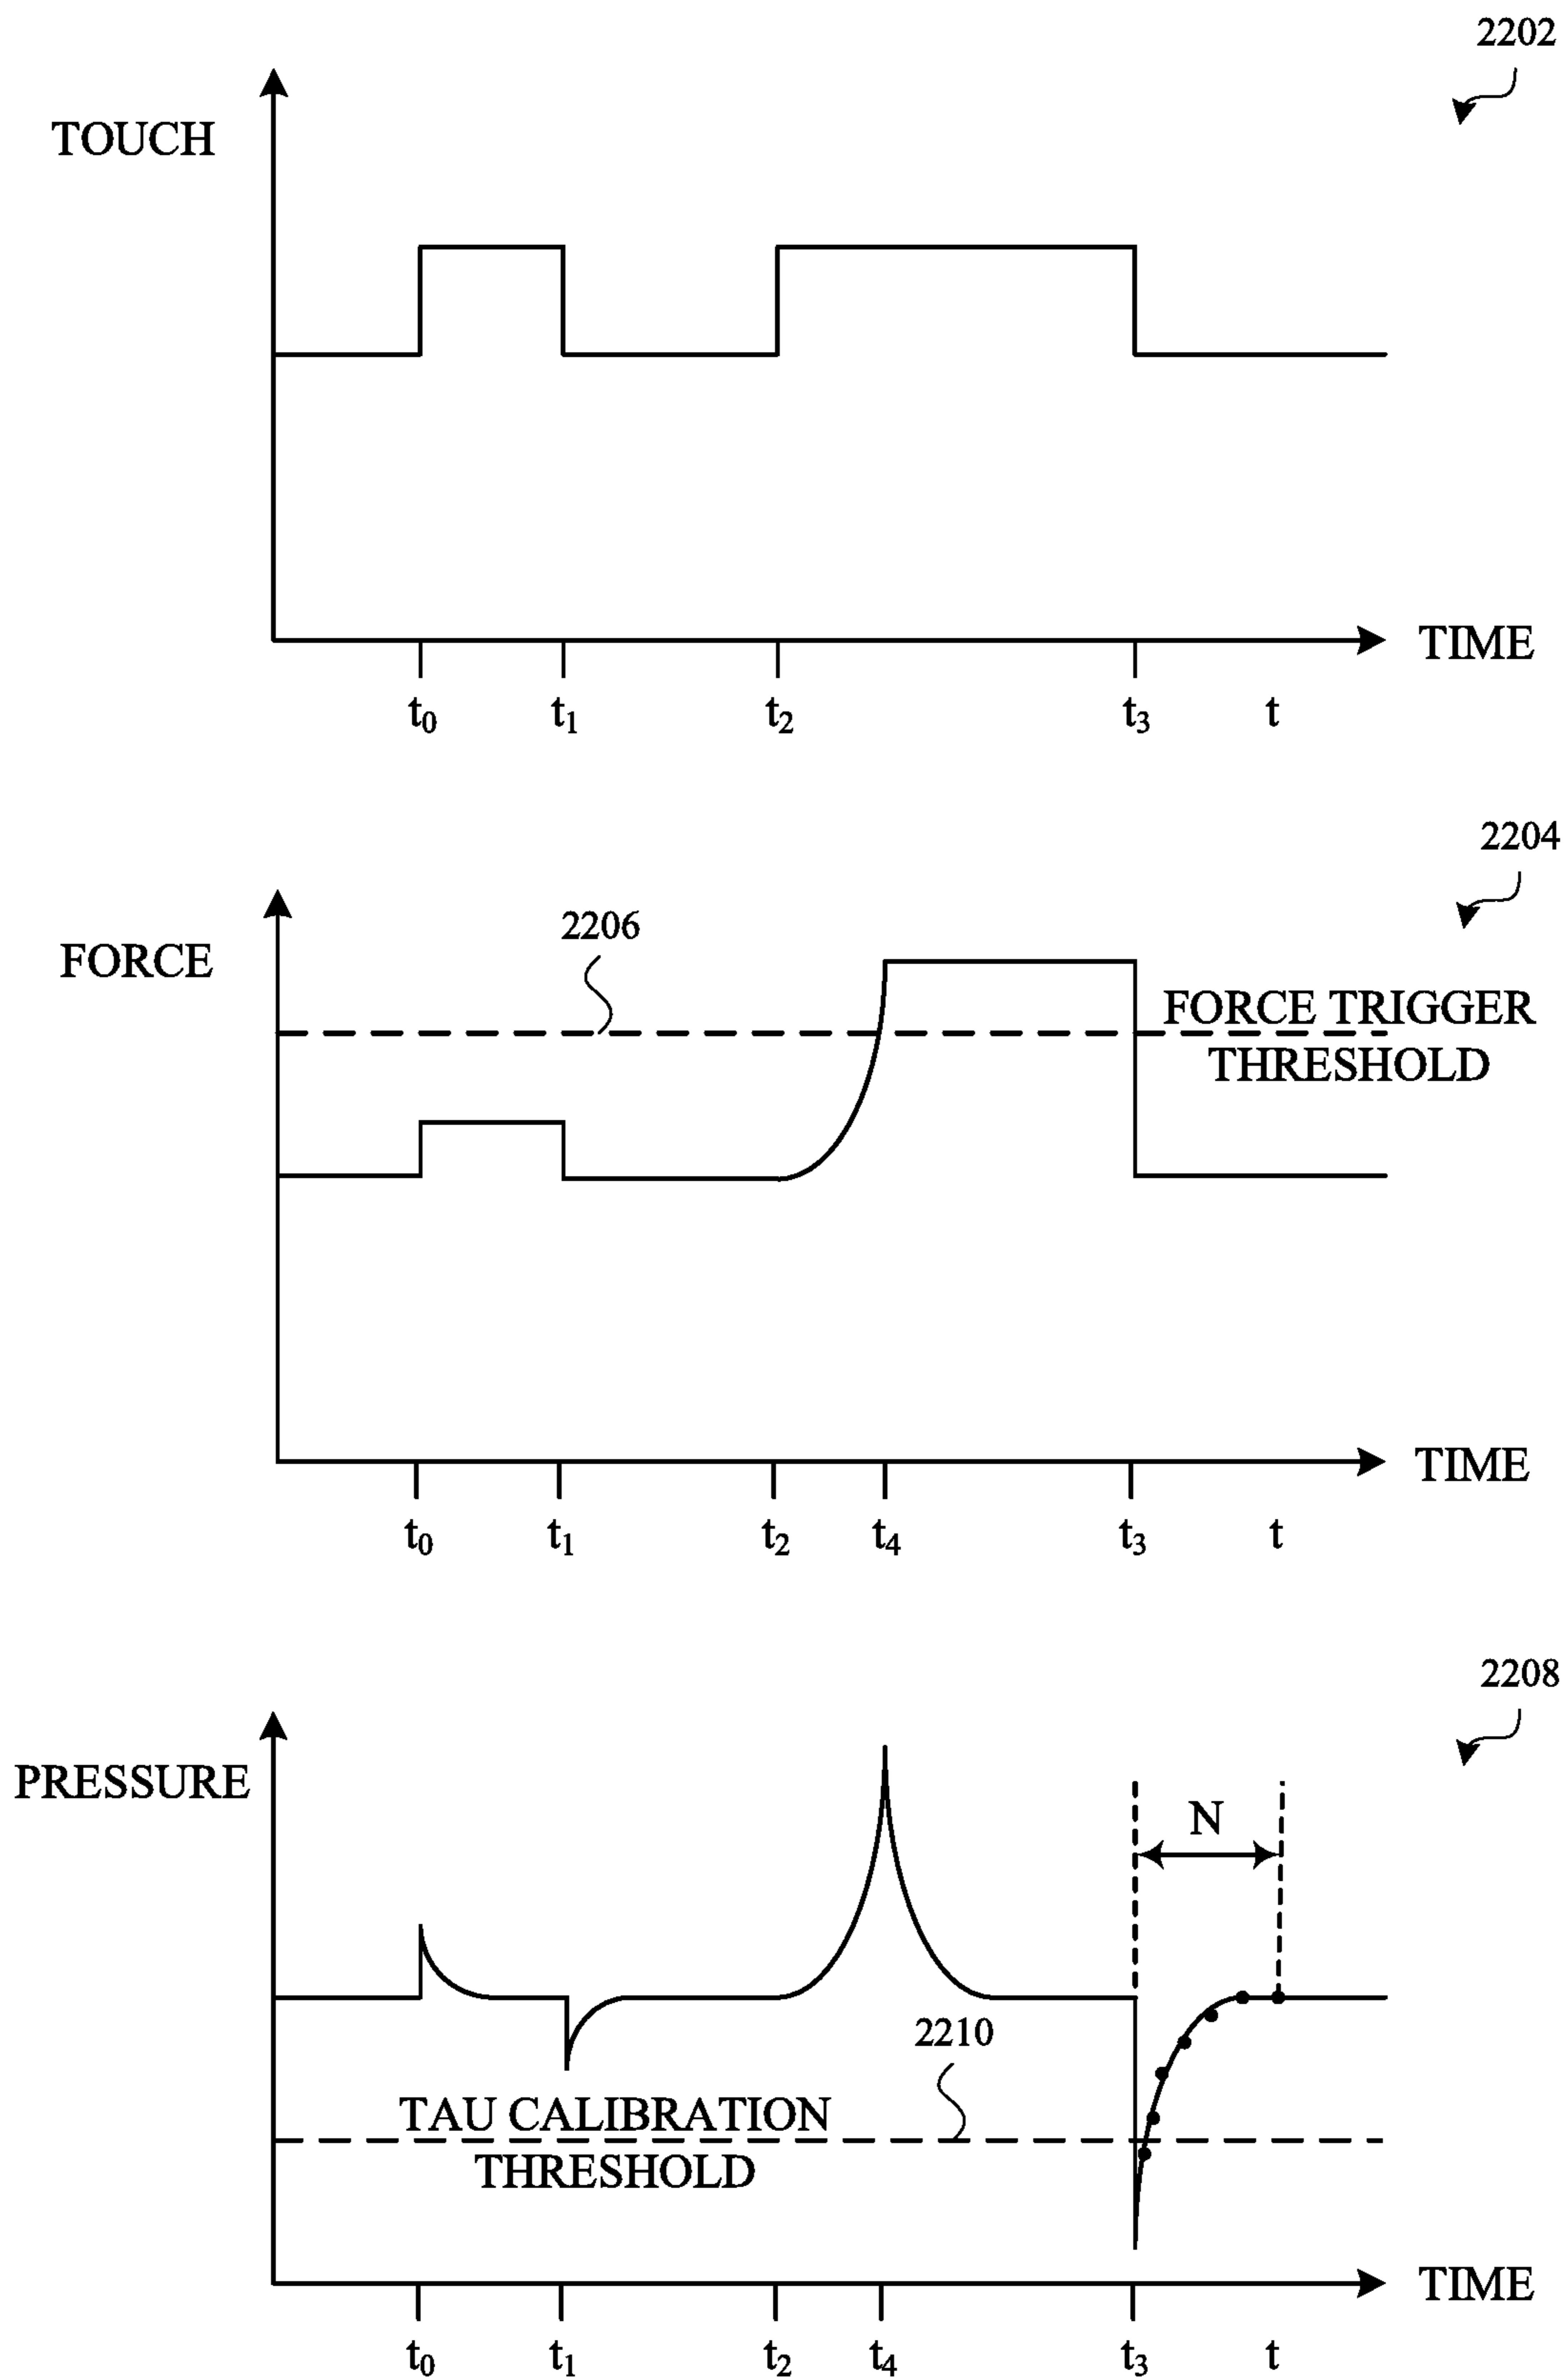 2202
TOUCH
TIME
t0 t1 t2 t3 t
2204
2206
FORCE
FORCE TRIGGER
THRESHOLD
TIME
t0 t1 t2 t4 t3 t
2208
PRESSURE
N
2210
TAU CALIBRATION
THRESHOLD
TIME
t0 t1 t2 t4 t3 t